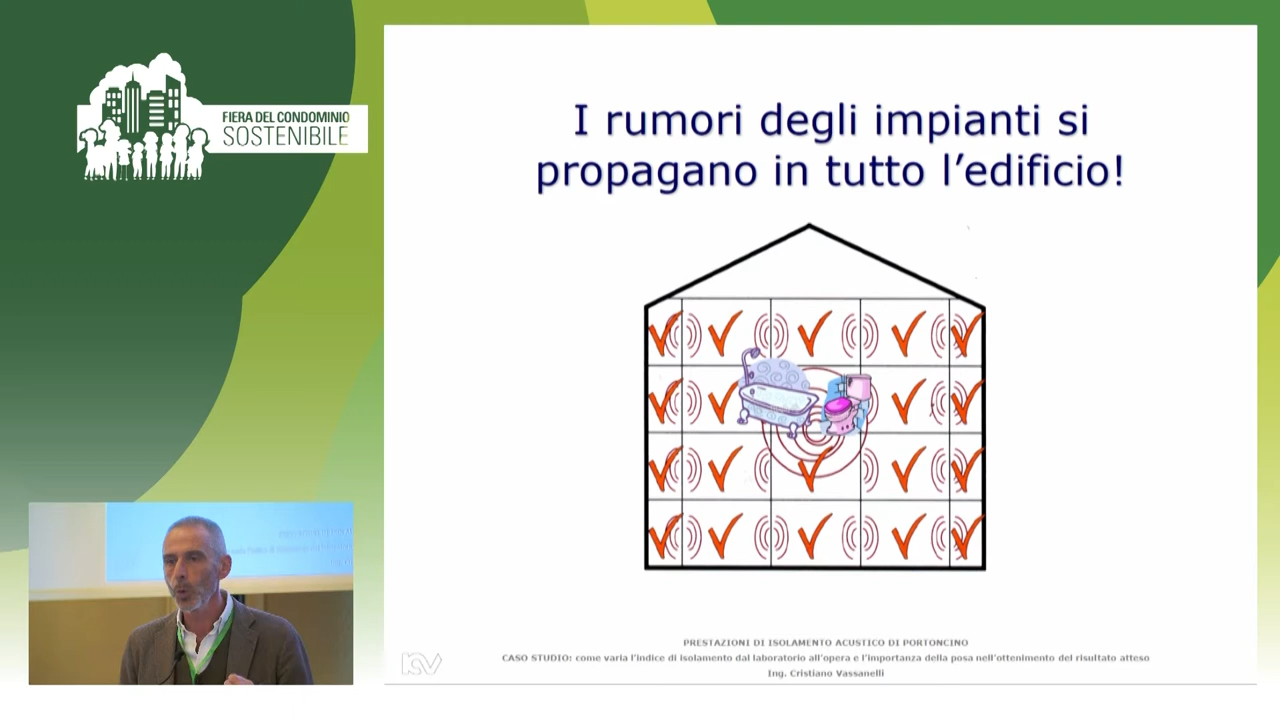 FIERA DEL CONDOMINIO
SOSTENIBILE
I rumori degli impianti si
propagano in tutto l’edificio!
PRESTAZIONI DI ISOLAMENTO ACUSTICO DI PORTONCINO
CASO STUDIO: come varia l’indice di isolamento dal laboratorio all’opera e l’importanza della posa nell’ottenimento del risultato atteso
Ing. Cristiano Vassanelli